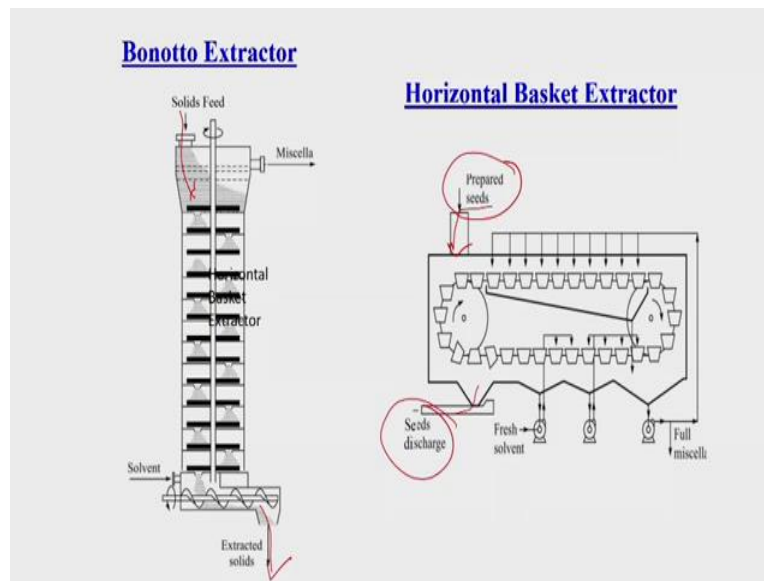 Bonotto Extractor
Solids Feed
Miscella
Horizontal
Basket
Extractor
Solvent
Extracted
solids
Horizontal Basket Extractor
Prepared
seeds
Seeds
discharge
Fresh
solvent
Full
miscella